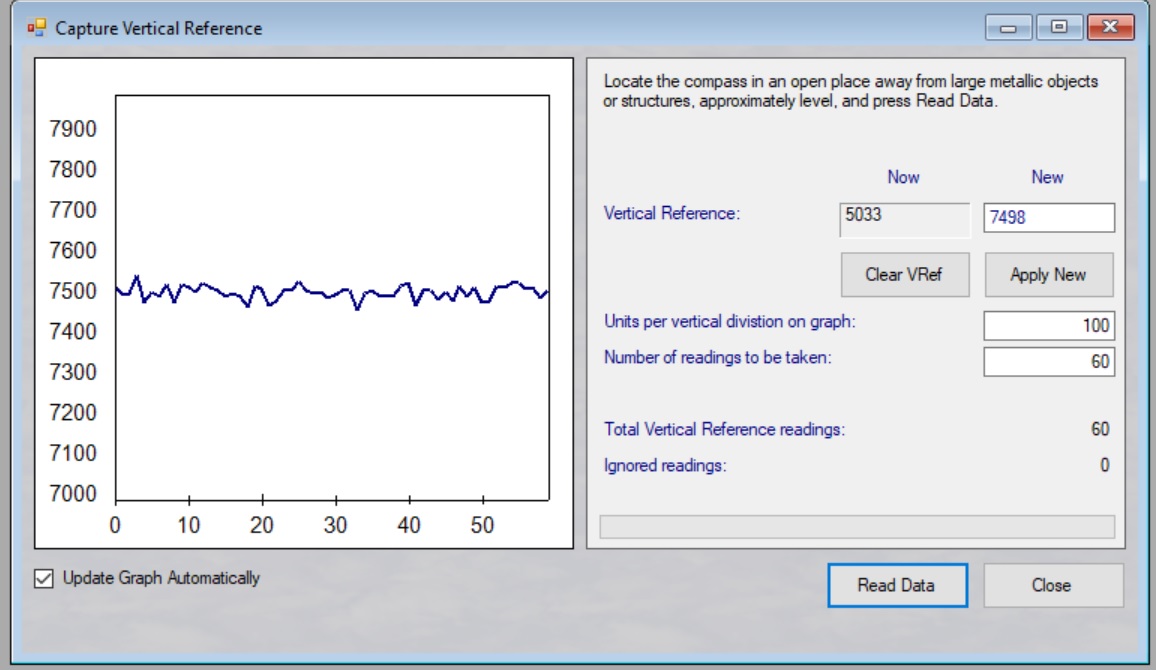 Capture Vertical Reference
7900
7800
7700
7600
7500
7400
7300
7200
7100
7000
0 10 20 30 40 50
Update Graph Automatically
Locate the compass in an open place away from large metallic objects
or structures, approximately level, and press Read Data.
Now New
Vertical Reference: 5033 7498
Clear VRef Apply New
Units per vertical divistion on graph: 100
Number of readings to be taken: 60
Total Vertical Reference readings: 60
Ignored readings: 0
Read Data Close